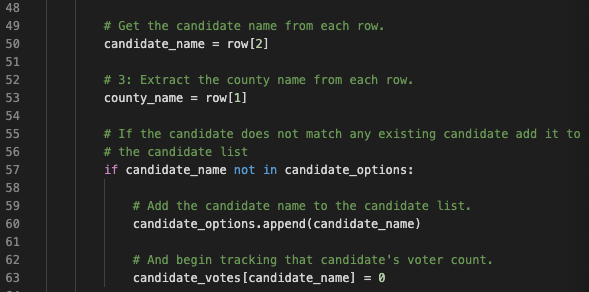 48
49 # Get the candidate name from each row.
50 candidate_name = row[2]
51
52 # 3: Extract the county name from each row.
53 county_name = row[1]
54
55 # If the candidate does not match any existing candidate add it to
56 # the candidate list
57 if candidate_name not in candidate_options:
58
59 # Add the candidate name to the candidate list.
60 candidate_options.append(candidate_name)
61
62 # And begin tracking that candidate's voter count.
63 candidate_votes[candidate_name] = 0